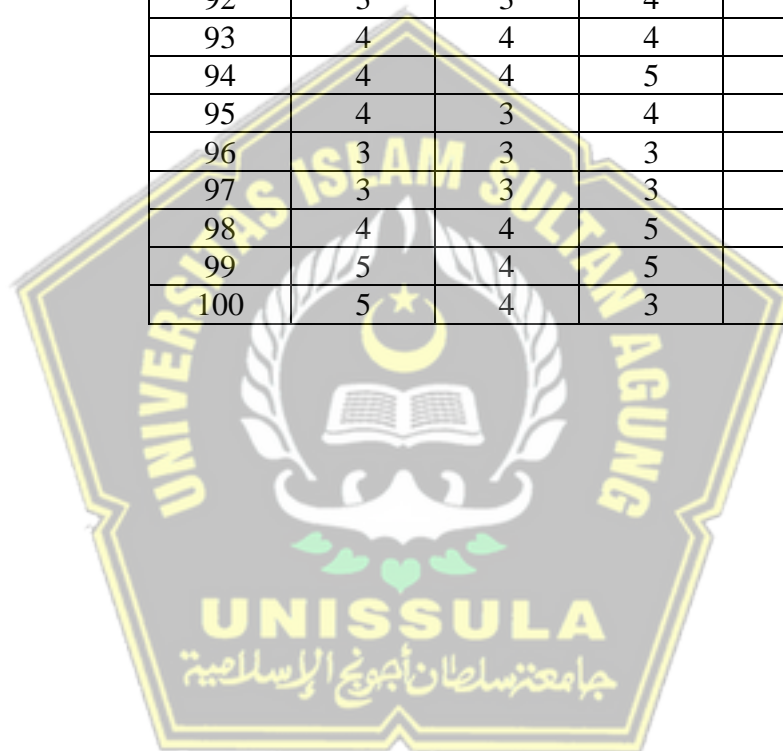 92 4
93 4 4 4
94 4 4 5
95 4 3 4
96 3 3 3
97 3 3 3
98 4 4 5
99 5 4 5
100 5 4 3
UNIVERSITAS ISLAM SULTAN AGUNG
UNISSULA
جامعة سلطان أجونج الإسلامية